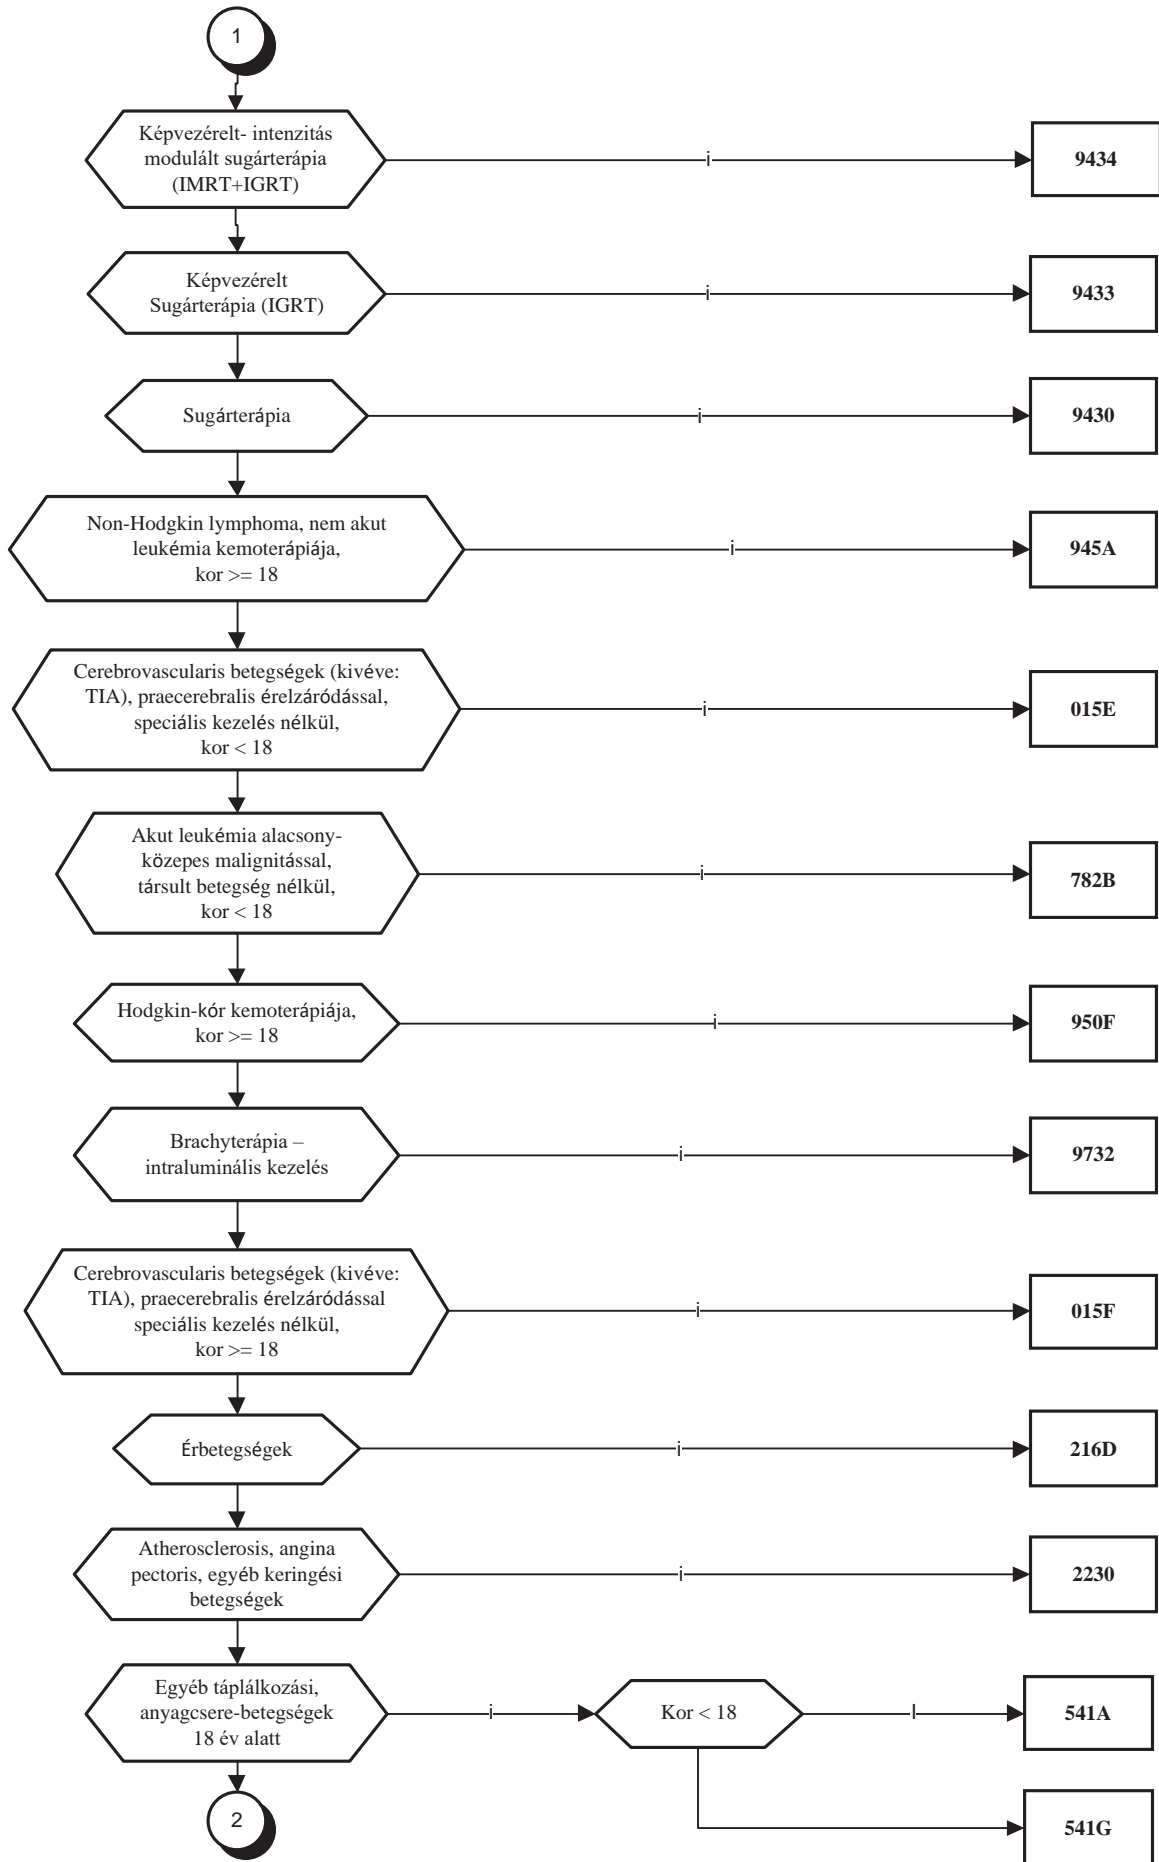 1
Képvezérelt- intenzitás
modulált sugárterápia
(IMRT+IGRT)
i
9434
Képvezérelt
Sugárterápia (IGRT)
i
9433
Sugárterápia
i
9430
Non-Hodgkin lymphoma, nem akut
leukémia kemoterápiája,
kor >= 18
i
945A
Cerebrovascularis betegségek (kivéve:
TIA), praecerebralis érelzáródással,
speciális kezelés nélkül,
kor < 18
i
015E
Akut leukémia alacsony-
közepes malignitással,
társult betegség nélkül,
kor < 18
i
782B
Hodgkin-kór kemoterápiája,
kor >= 18
i
950F
Brachyterápia –
intraluminális kezelés
i
9732
Cerebrovascularis betegségek (kivéve:
TIA), praecerebralis érelzáródással
speciális kezelés nélkül,
kor >= 18
i
015F
Érbetegségek
i
216D
Atherosclerosis, angina
pectoris, egyéb keringési
betegségek
i
2230
Egyéb táplálkozási,
anyagcsere-betegségek
18 év alatt
i
Kor < 18
I
541A
541G
2